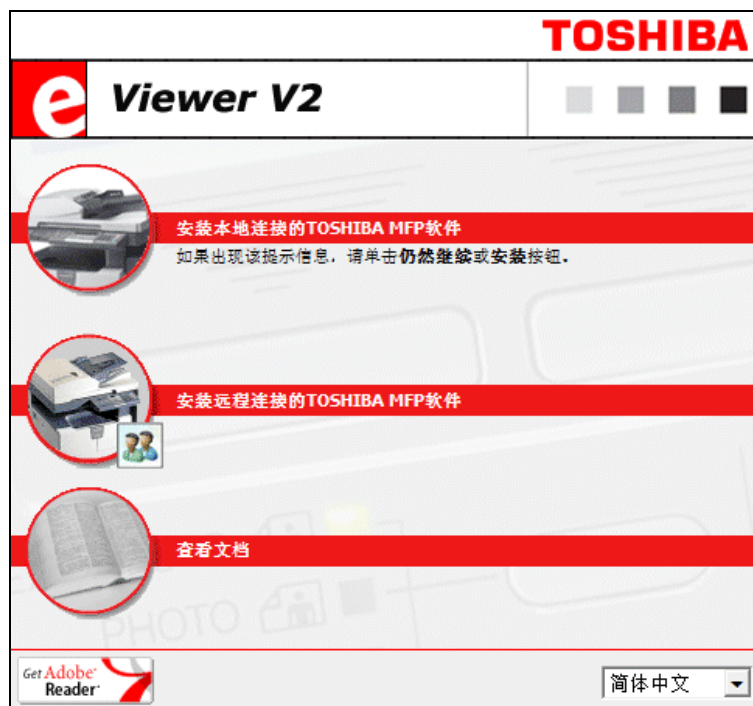 TOSHIBA
e Viewer V2
安装本地连接的TOSHIBA MFP软件
如果出现该提示信息，请单击仍然继续或安装按钮。
安装远程连接的TOSHIBA MFP软件
查看文档
PHOTO
Get Adobe
Reader
简体中文